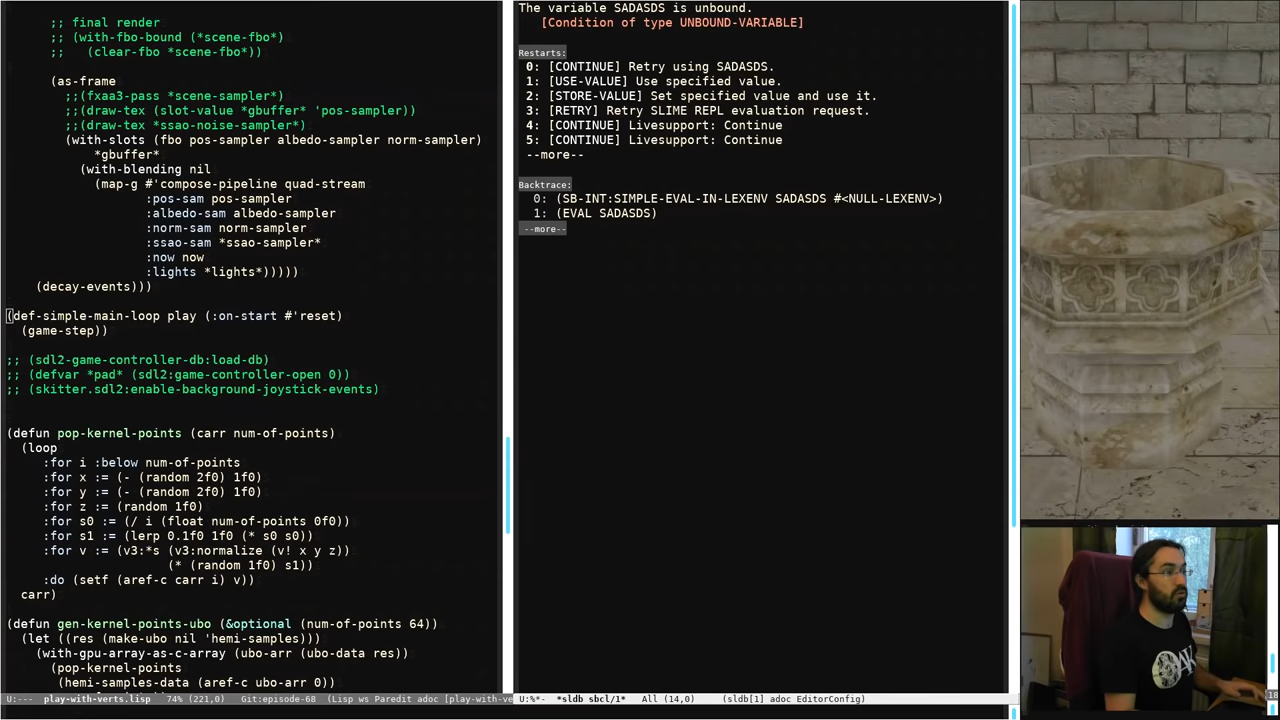 ;; final render
;; (with-fbo-bound (*scene-fbo*)
;;   (clear-fbo *scene-fbo*))
(as-frame
;;(fxaa3-pass *scene-sampler*)
;;(draw-tex (slot-value *gbuffer* 'pos-sampler))
;;(draw-tex *ssao-noise-sampler*)
(with-slots (fbo pos-sampler albedo-sampler norm-sampler)
*gbuffer*
(with-blending nil
(map-g #'compose-pipeline quad-stream
:pos-sam pos-sampler
:albedo-sam albedo-sampler
:norm-sam norm-sampler
:ssao-sam *ssao-sampler*
:now now
:lights *lights*)))))
(decay-events)))
(def-simple-main-loop play (:on-start #'reset)
(game-step))
;; (sdl2-game-controller-db:load-db)
;; (defvar *pad* (sdl2:game-controller-open 0))
;; (skitter.sdl2:enable-background-joystick-events)
(defun pop-kernel-points (carr num-of-points)
(loop
:for i :below num-of-points
:for x := (- (random 2f0) 1f0)
:for y := (- (random 2f0) 1f0)
:for z := (random 1f0)
:for s0 := (/ i (float num-of-points 0f0))
:for s1 := (lerp 0.1f0 1f0 (* s0 s0))
:for v := (v3:*s (v3:normalize (v! x y z))
(* (random 1f0) s1))
:do (setf (aref-c carr i) v))
carr)
(defun gen-kernel-points-ubo (&optional (num-of-points 64))
(let ((res (make-ubo nil 'hemi-samples)))
(with-gpu-array-as-c-array (ubo-arr (ubo-data res))
(pop-kernel-points
(hemi-samples-data (aref-c ubo-arr 0))
U:---  play-with-verts.lisp   74% (221,0)    Git:episode-68  (Lisp ws Paredit adoc [play-with-ve
The variable SADASDS is unbound.
[Condition of type UNBOUND-VARIABLE]
Restarts:
0: [CONTINUE] Retry using SADASDS.
1: [USE-VALUE] Use specified value.
2: [STORE-VALUE] Set specified value and use it.
3: [RETRY] Retry SLIME REPL evaluation request.
4: [CONTINUE] Livesupport: Continue
5: [CONTINUE] Livesupport: Continue
--more--
Backtrace:
0: (SB-INT:SIMPLE-EVAL-IN-LEXENV SADASDS #<NULL-LEXENV>)
1: (EVAL SADASDS)
--more--
U:%*-  *sldb sbcl/1*   All (14,0)     (sldb[1] adoc EditorConfig)
18